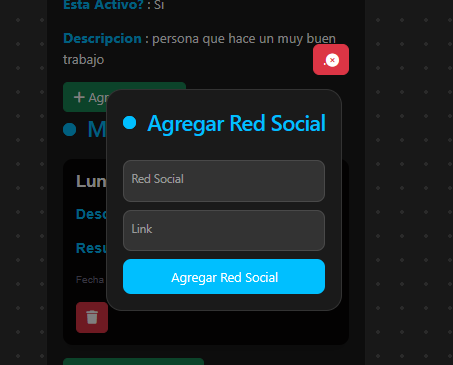 Esta Activo? : Si
Descripcion : persona que hace un muy buen
trabajo
+ Agr
M
Agregar Red Social
Lun
Red Social
Desc
Link
Resu
Fecha
Agregar Red Social